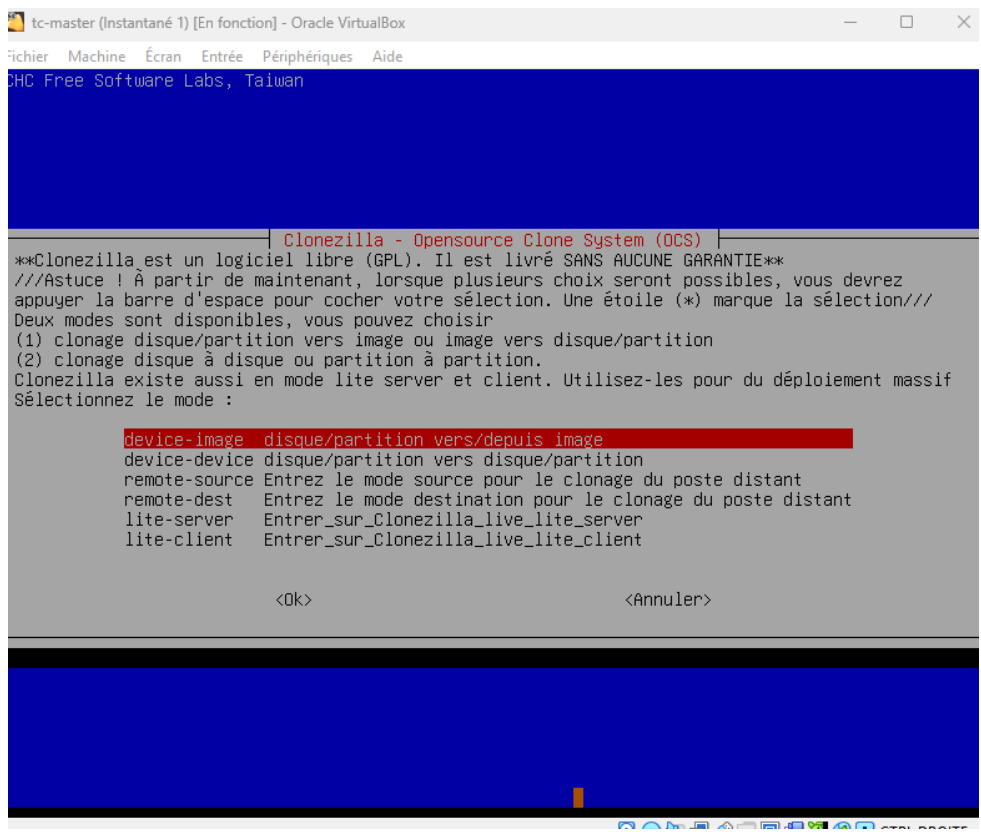 tc-master (Instantané 1) [En fonction] - Oracle VirtualBox
Fichier Machine Écran Entrée Périphériques Aide
CHC Free Software Labs, Taiwan
Clonezilla - Opensource Clone System (OCS)
**Clonezilla est un logiciel libre (GPL). Il est livré SANS AUCUNE GARANTIE**
///Astuce ! À partir de maintenant, lorsque plusieurs choix seront possibles, vous devrez
appuyer la barre d'espace pour cocher votre sélection. Une étoile (*) marque la sélection///
Deux modes sont disponibles, vous pouvez choisir
(1) clonage disque/partition vers image ou image vers disque/partition
(2) clonage disque à disque ou partition à partition.
Clonezilla existe aussi en mode lite server et client. Utilisez-les pour du déploiement massif
Sélectionnez le mode :
device-image disque/partition vers/depuis image
device-device disque/partition vers disque/partition
remote-source Entrez le mode source pour le clonage du poste distant
remote-dest Entrez le mode destination pour le clonage du poste distant
lite-server Entrer_sur_Clonezilla_live_lite_server
lite-client Entrer_sur_Clonezilla_live_lite_client
<Ok> <Annuler>
CTRL DROITE